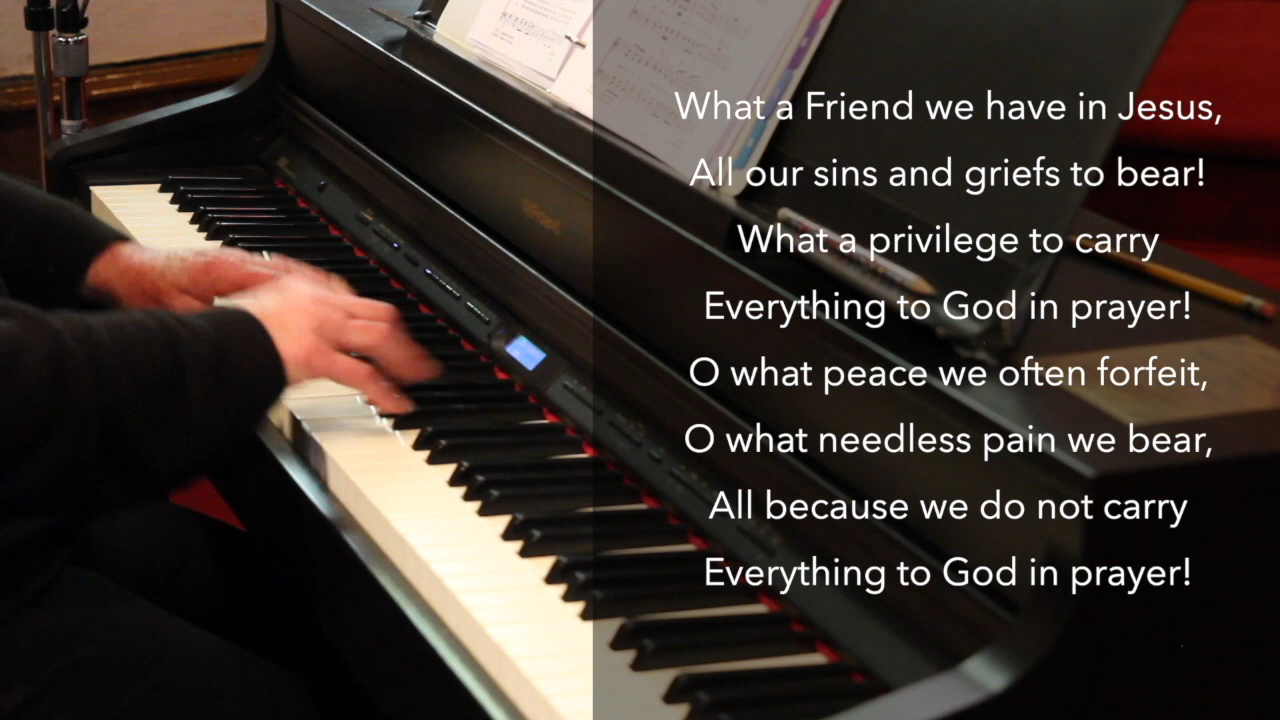 What a Friend we have in Jesus,
All our sins and griefs to bear!
What a privilege to carry
Everything to God in prayer!
O what peace we often forfeit,
O what needless pain we bear,
All because we do not carry
Everything to God in prayer!